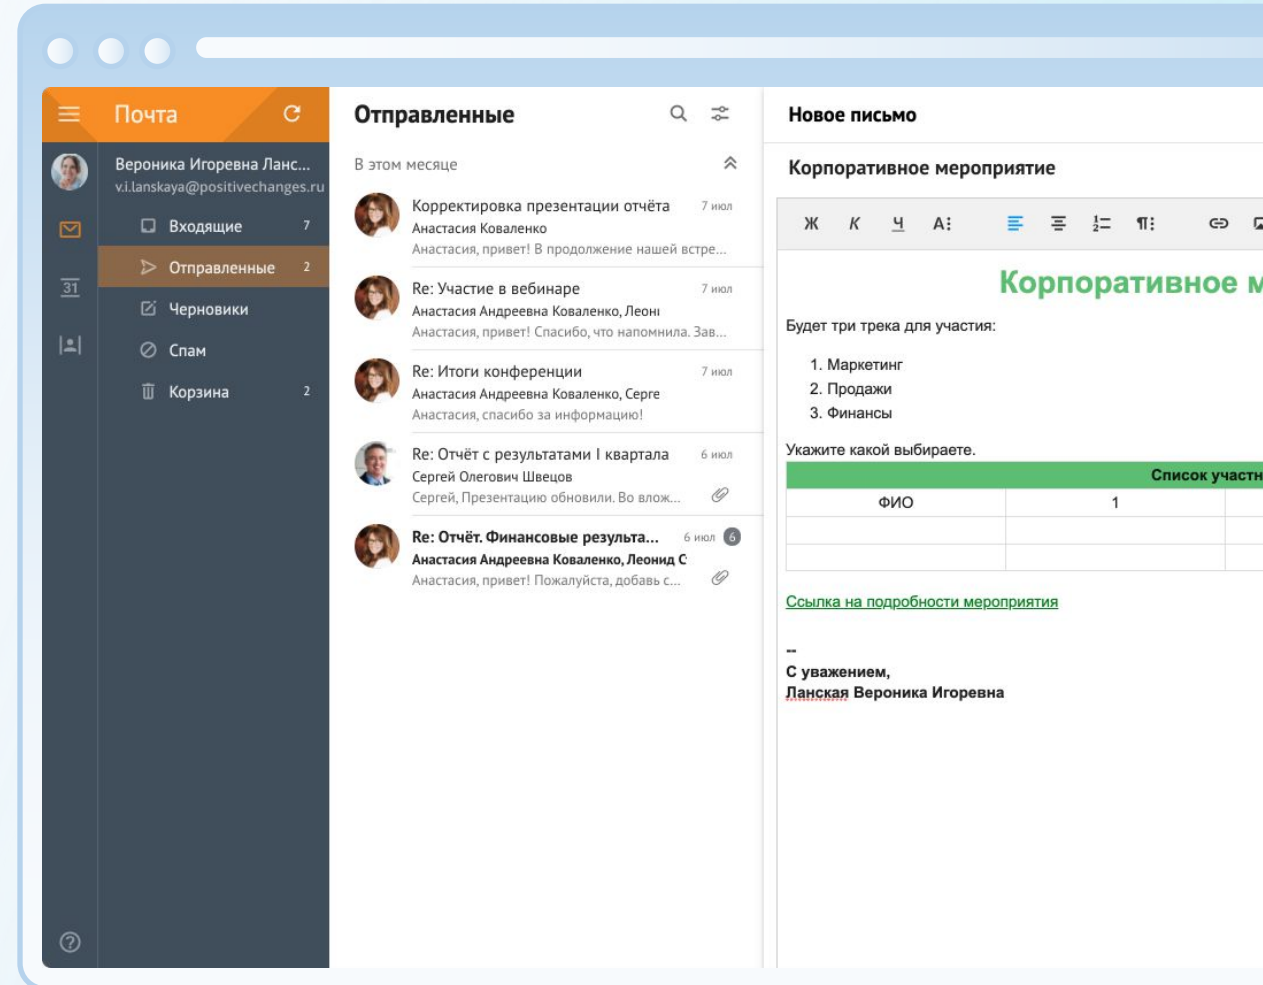 Почта
Вероника Игоревна Ланс...
v.i.lanskaya@positivechanges.ru
Входящие 7
Отправленные 2
31
Черновики
Спам
Корзина 2
Отправленные
В этом месяце
Корректировка презентации отчёта 7 июл
Анастасия Коваленко
Анастасия, привет! В продолжение нашей встре...
Re: Участие в вебинаре 7 июл
Анастасия Андреевна Коваленко, Леони
Анастасия, привет! Спасибо, что напомнила. Зав...
Re: Итоги конференции 7 июл
Анастасия Андреевна Коваленко, Серге
Анастасия, спасибо за информацию!
Re: Отчёт с результатами I квартала 6 июл
Сергей Олегович Швецов
Сергей, Презентацию обновили. Во влож...
Re: Отчёт. Финансовые результа... 6 июл 6
Анастасия Андреевна Коваленко, Леонид С
Анастасия, привет! Пожалуйста, добавь с...
Новое письмо
Корпоративное мероприятие
Ж К Ч А
Корпоративное м
Будет три трека для участия:
1. Маркетинг
2. Продажи
3. Финансы
Укажите какой выбираете.
Список участн
ФИО 1
Ссылка на подробности мероприятия
--
С уважением,
Ланская Вероника Игоревна